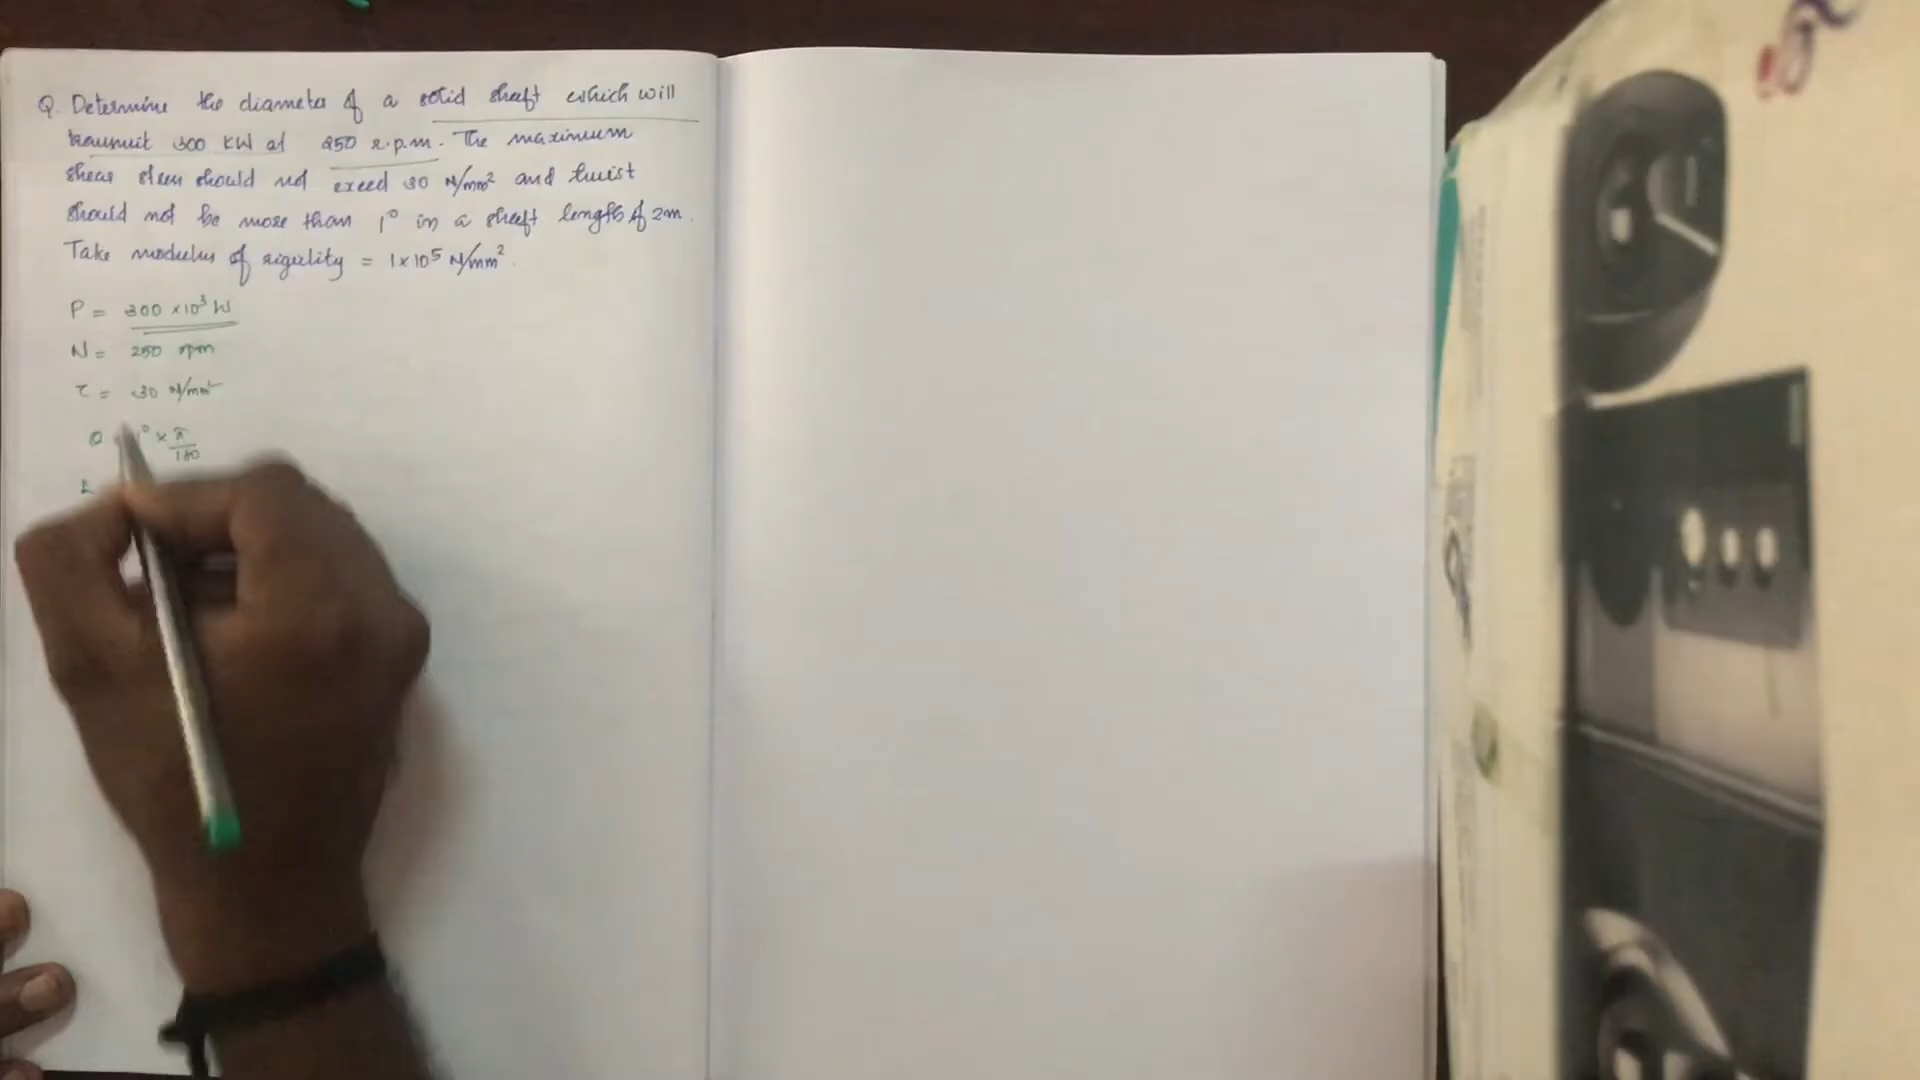 Q. Determine the diameter of a solid shaft which will
transmit 300 KW at 250 r.p.m. The maximum
shear stress should not exeed 30 N/mm² and twist
should not be more than 1° in a shaft length of 2m.
Take modulus of rigidity = 1×10⁵ N/mm².
P = 300 ×10³ W
N = 250 rpm
τ = 30 N/mm²
θ 1° × π/180
L